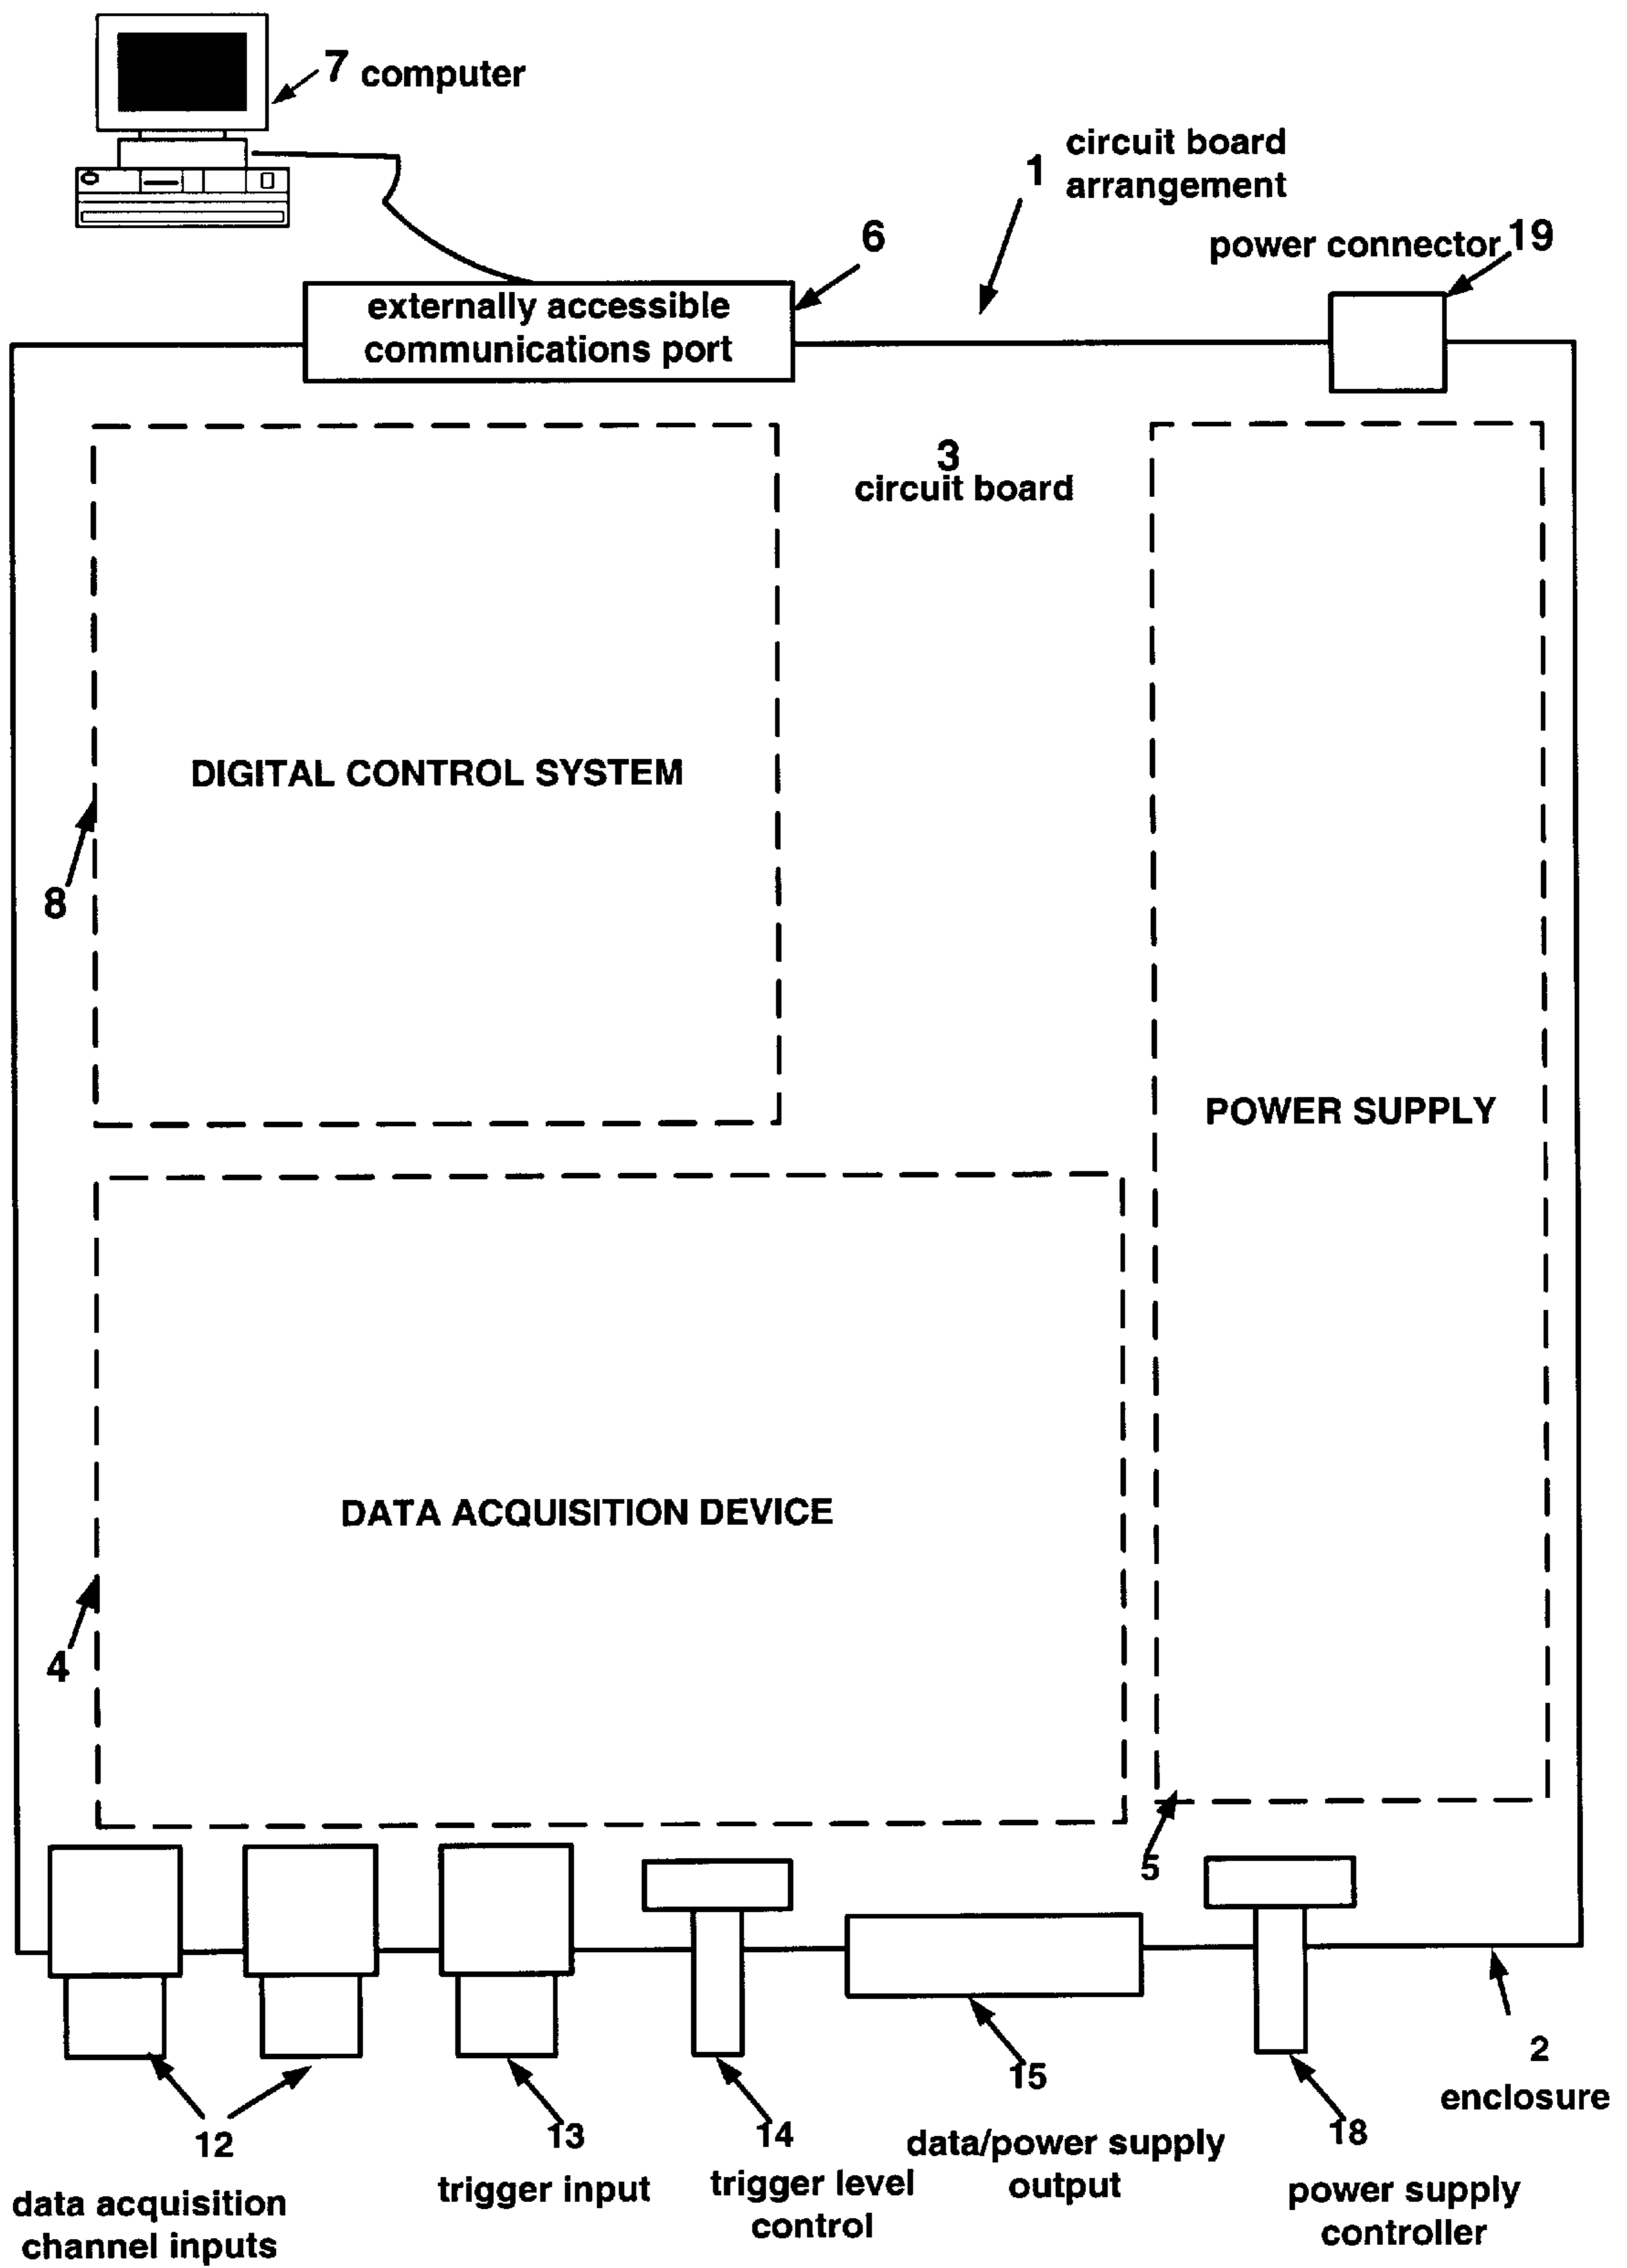 7 computer
1
circuit board
arrangement
6
power connector 19
externally accessible
communications port
3
circuit board
DIGITAL CONTROL SYSTEM
8
POWER SUPPLY
DATA ACQUISITION DEVICE
4
5
2
enclosure
15
data/power supply
output
12
data acquisition
channel inputs
13
trigger input
14
trigger level
control
18
power supply
controller